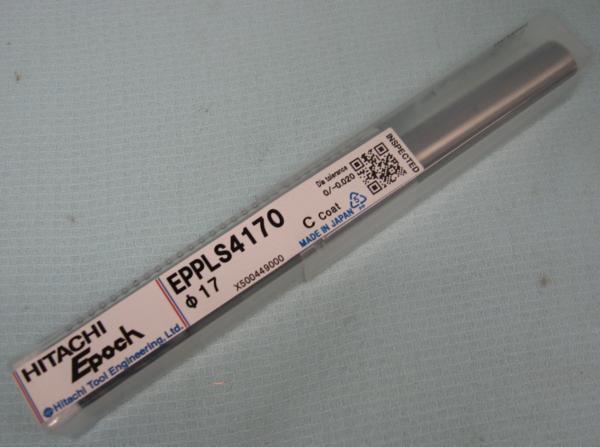 HITACHI
Epoch
Hitachi Tool Engineering, Ltd.
EPPLS4170
φ17
X500449000
C Coat
MADE IN JAPAN
Dia tolerance
0/-0.020
INSPECTED